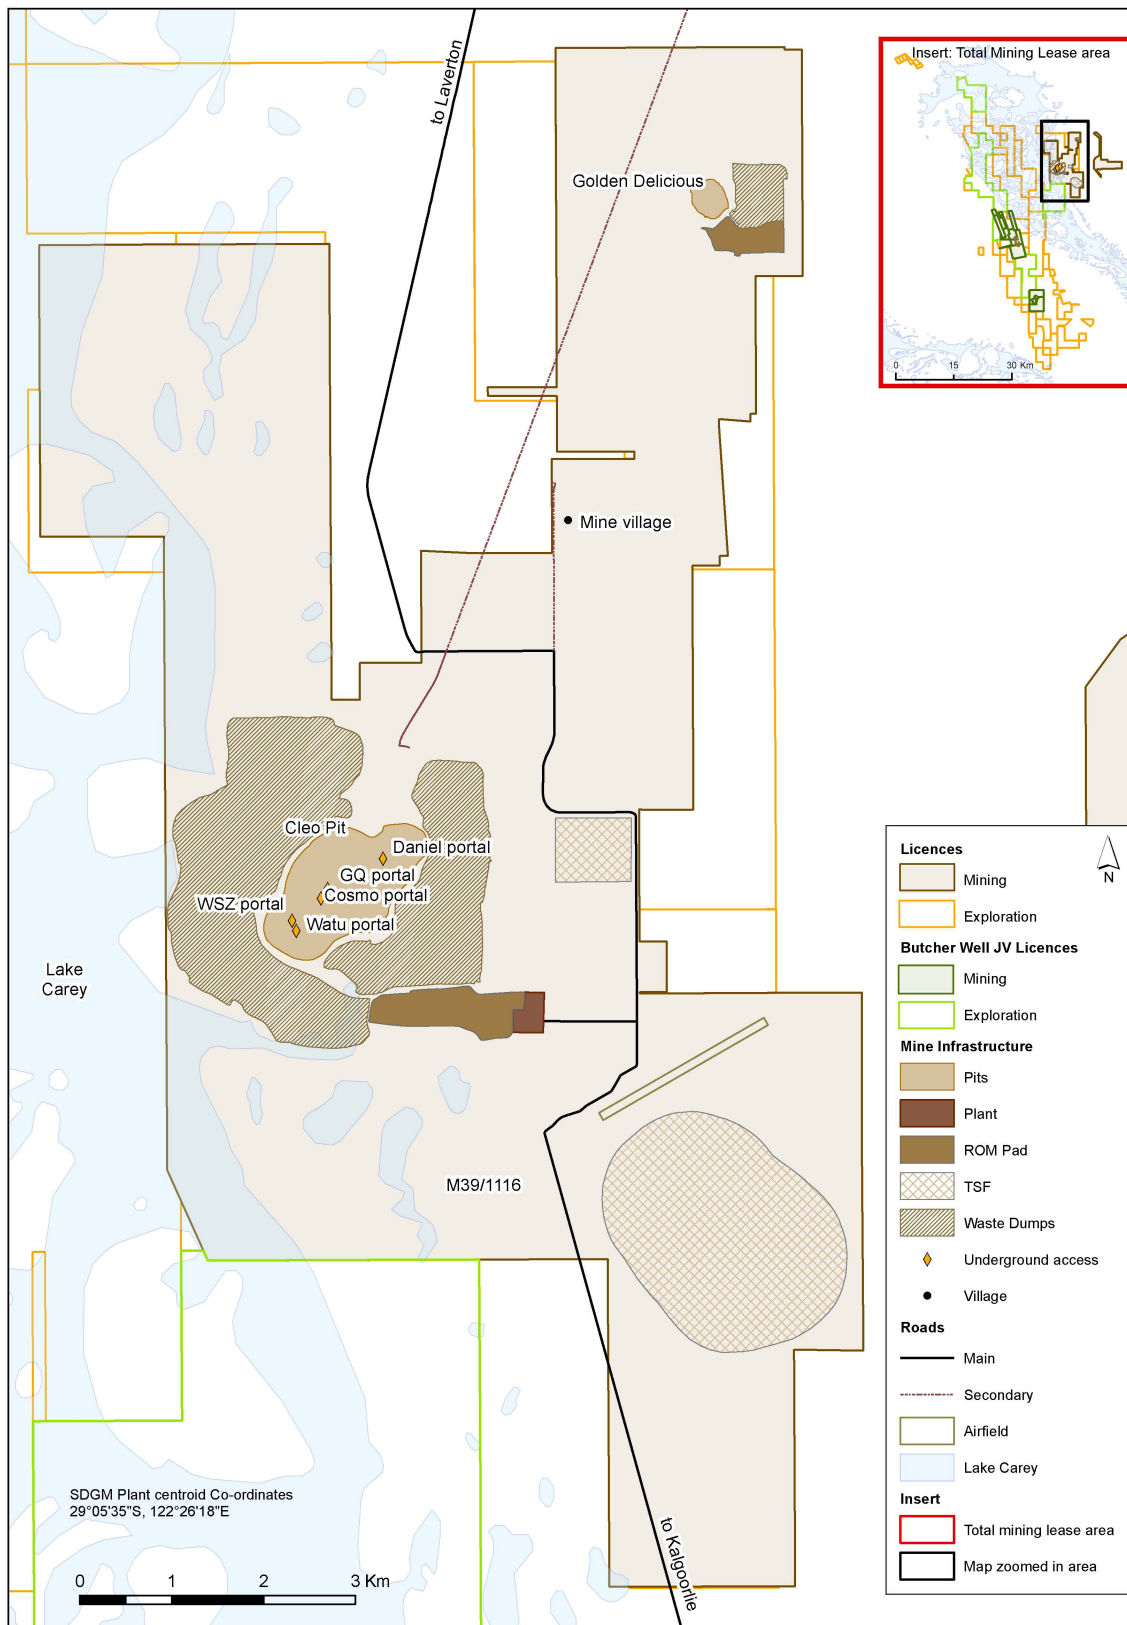 Insert: Total Mining Lease area
0 15 30 Km
to Laverton
Golden Delicious
Mine village
Cleo Pit
Daniel portal
GQ portal
Cosmo portal
WSZ portal
Watu portal
Lake
Carey
M39/1116
to Kalgoorlie
SDGM Plant centroid Co-ordinates
29°05'35"S, 122°26'18"E
0 1 2 3 Km
N
Licences
Mining
Exploration
Butcher Well JV Licences
Mining
Exploration
Mine Infrastructure
Pits
Plant
ROM Pad
TSF
Waste Dumps
Underground access
Village
Roads
Main
Secondary
Airfield
Lake Carey
Insert
Total mining lease area
Map zoomed in area